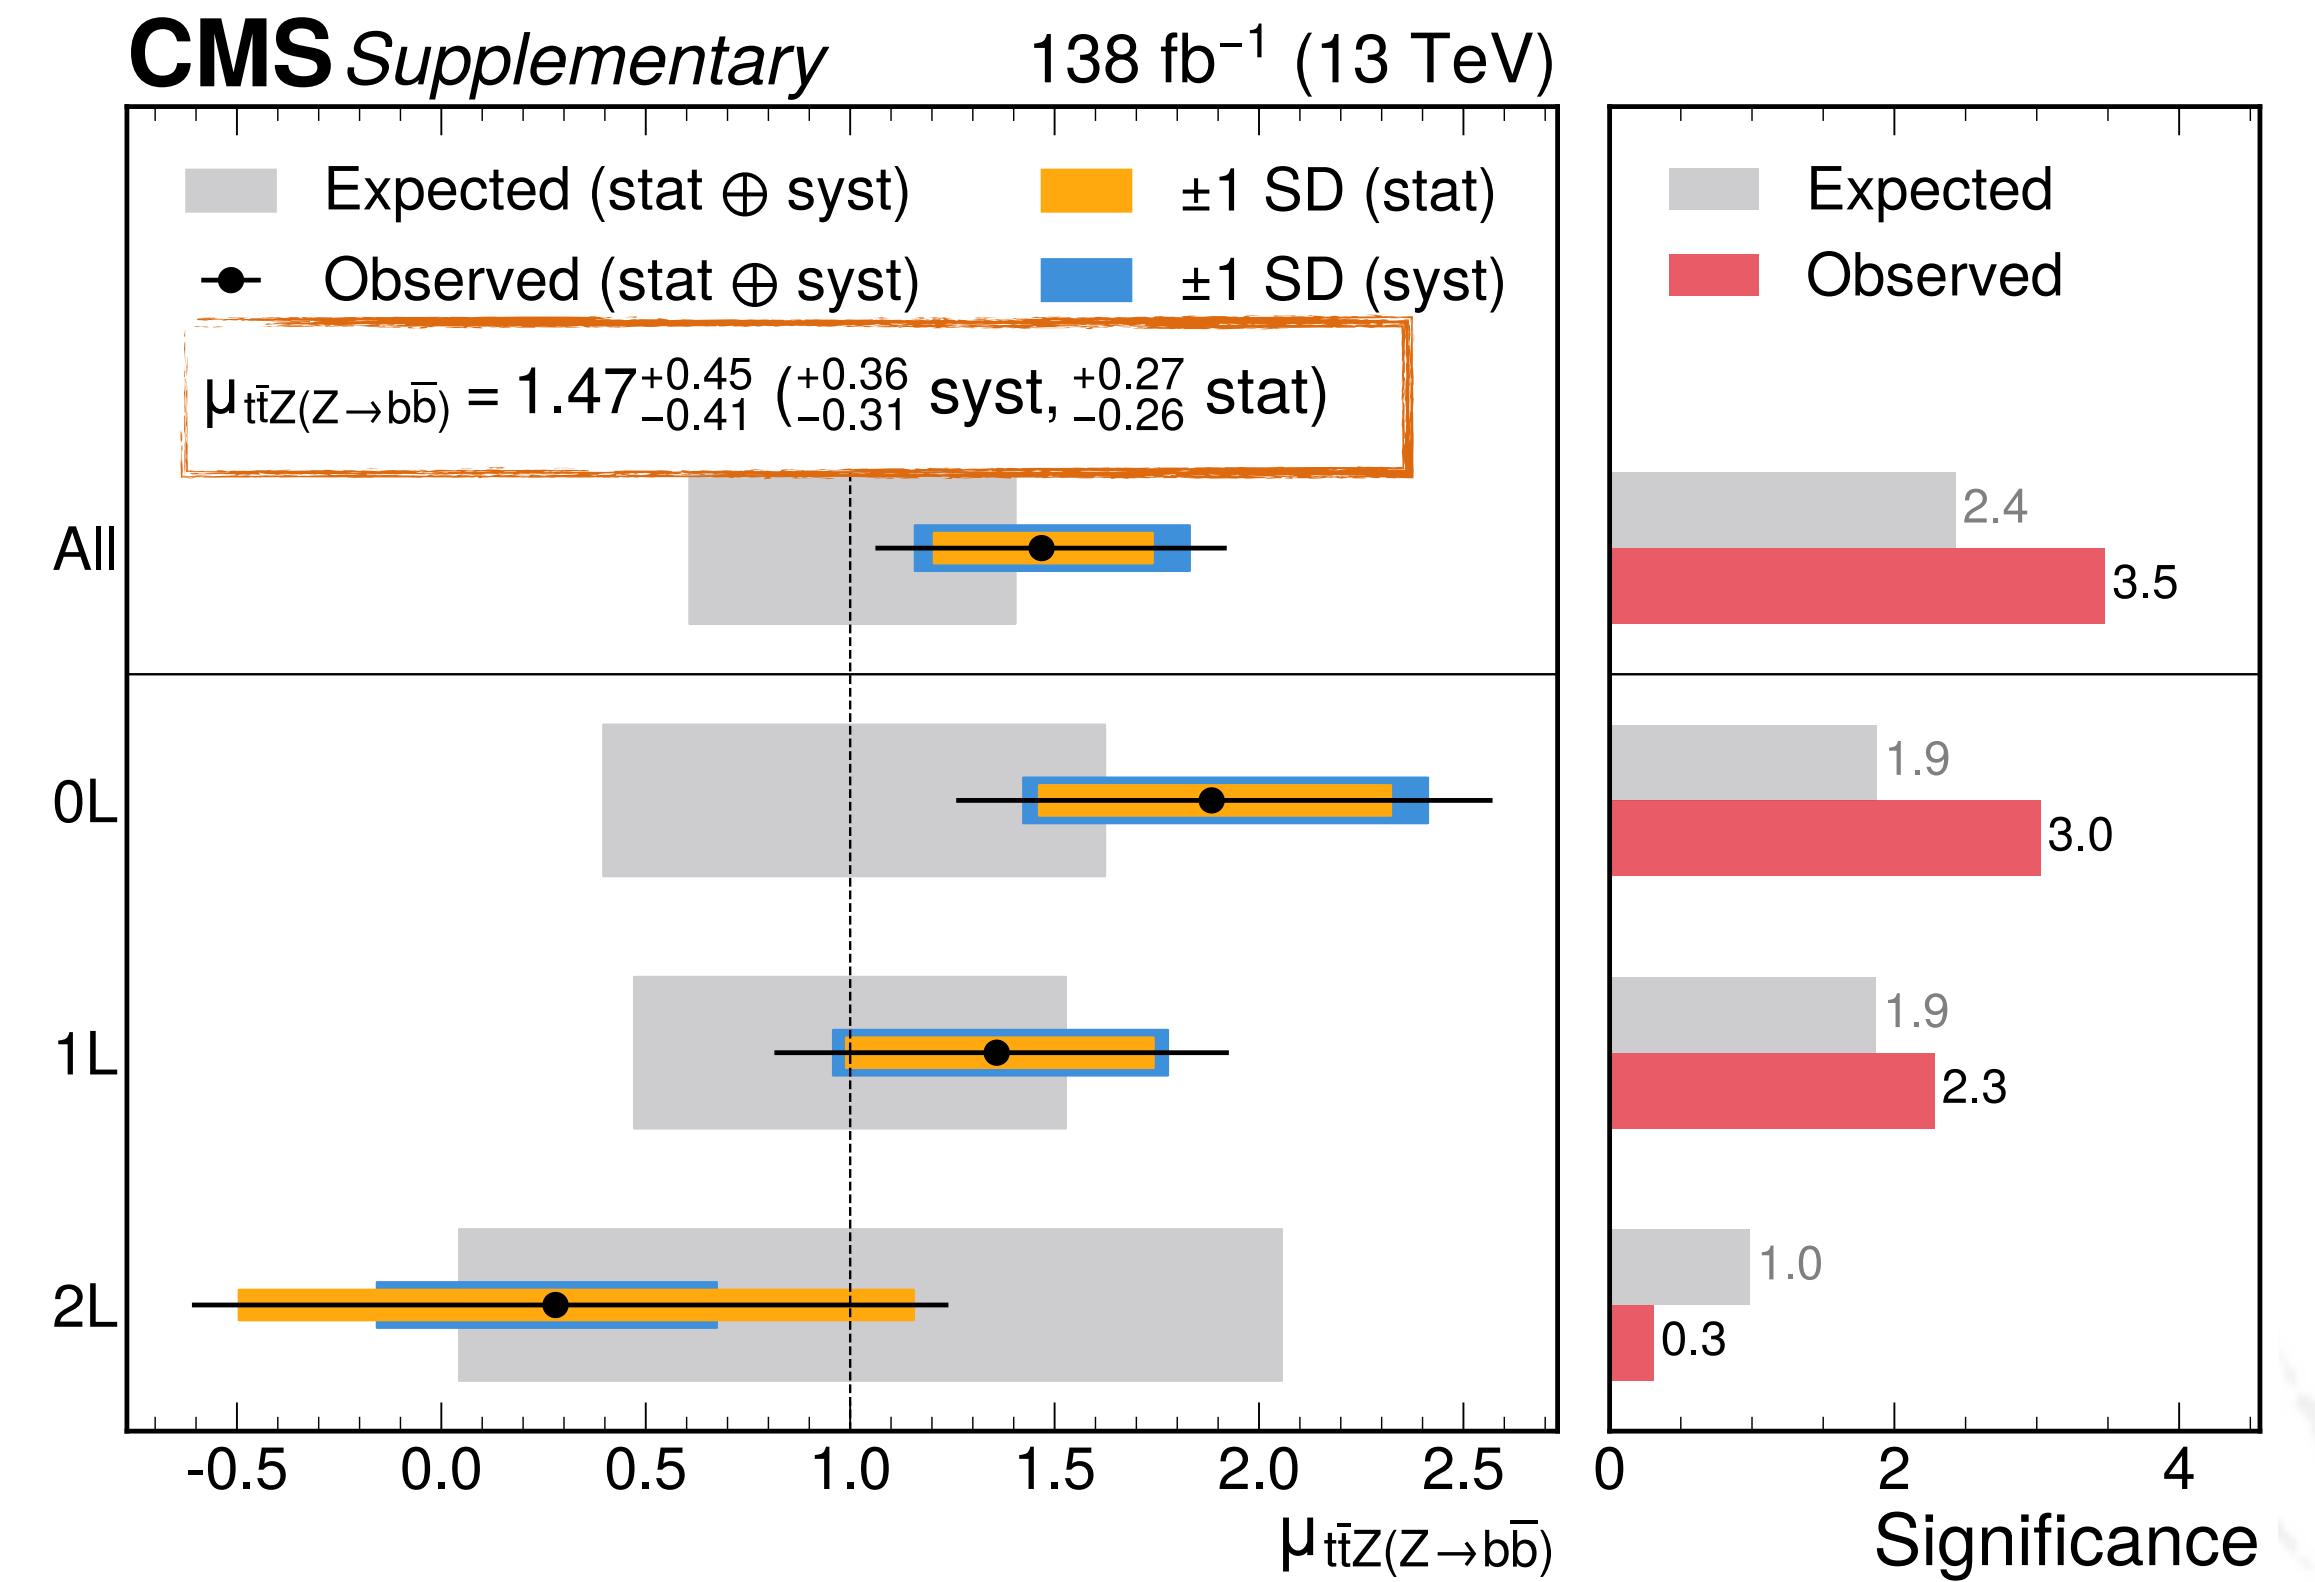 CMS Supplementary 138 fb⁻¹ (13 TeV)
Expected (stat ⊕ syst) ±1 SD (stat)
Observed (stat ⊕ syst) ±1 SD (syst)
Expected
Observed
μ tt̄Z(Z→bb̄) = 1.47 +0.45 −0.41 (+0.36 −0.31 syst, +0.27 −0.26 stat)
All 2.4
3.5
0L 1.9
3.0
1L 1.9
2.3
2L 1.0
0.3
-0.5 0.0 0.5 1.0 1.5 2.0 2.5 0 2 4
μ tt̄Z(Z→bb̄) Significance